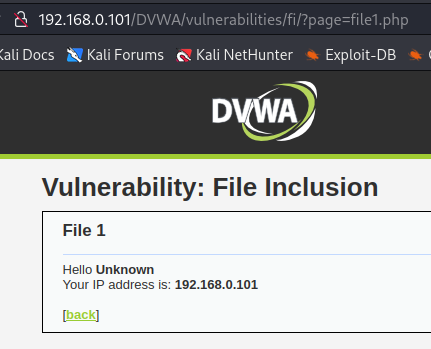 192.168.0.101/DVWA/vulnerabilities/fi/?page=file1.php
Kali Docs Kali Forums Kali NetHunter Exploit-DB
DVWA
Vulnerability: File Inclusion
File 1
Hello Unknown
Your IP address is: 192.168.0.101
[back]